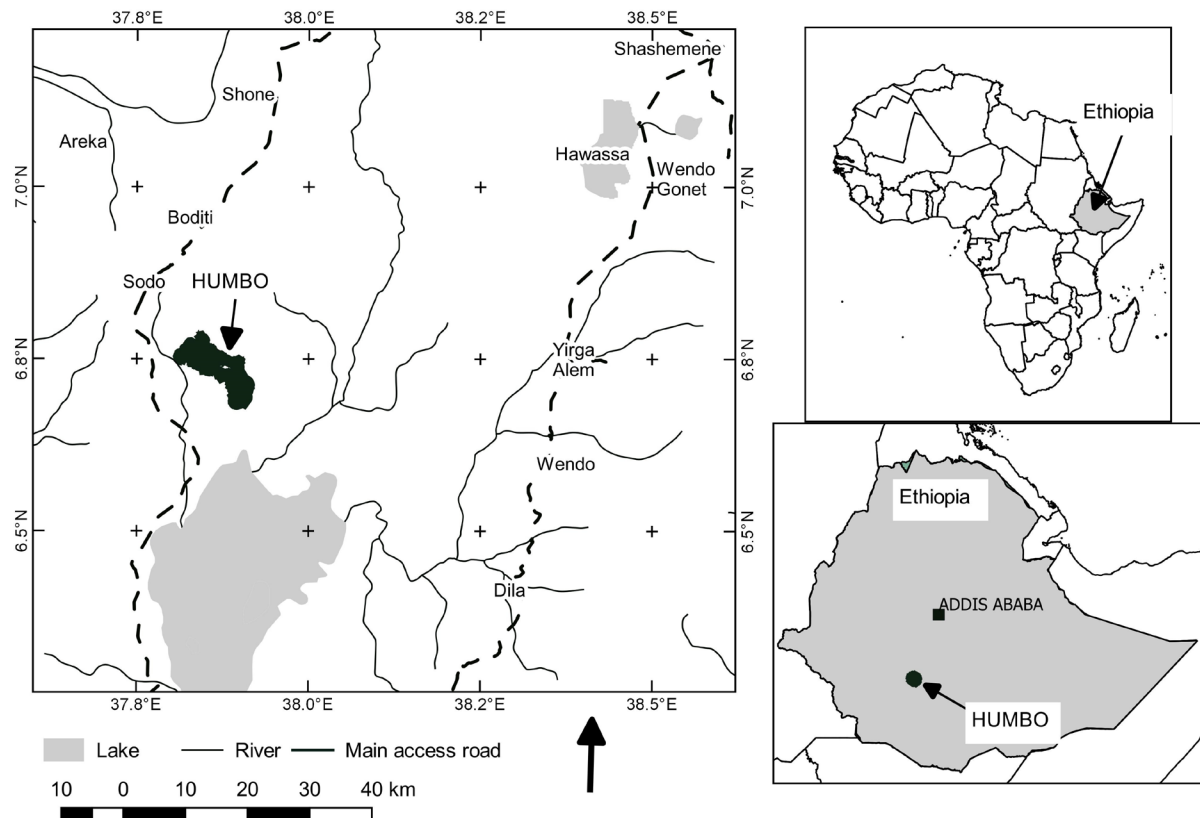 37.8°E 38.0°E 38.2°E 38.5°E
Shashemene
Shone
Areka
Hawassa
Wendo
Gonet
7.0°N 7.0°N
Boditi
Sodo HUMBO
6.8°N 6.8°N
Yirga
Alem
Wendo
6.5°N 6.5°N
Dila
37.8°E 38.0°E 38.2°E 38.5°E
Lake River Main access road
10 0 10 20 30 40 km
Ethiopia
Ethiopia
ADDIS ABABA
HUMBO